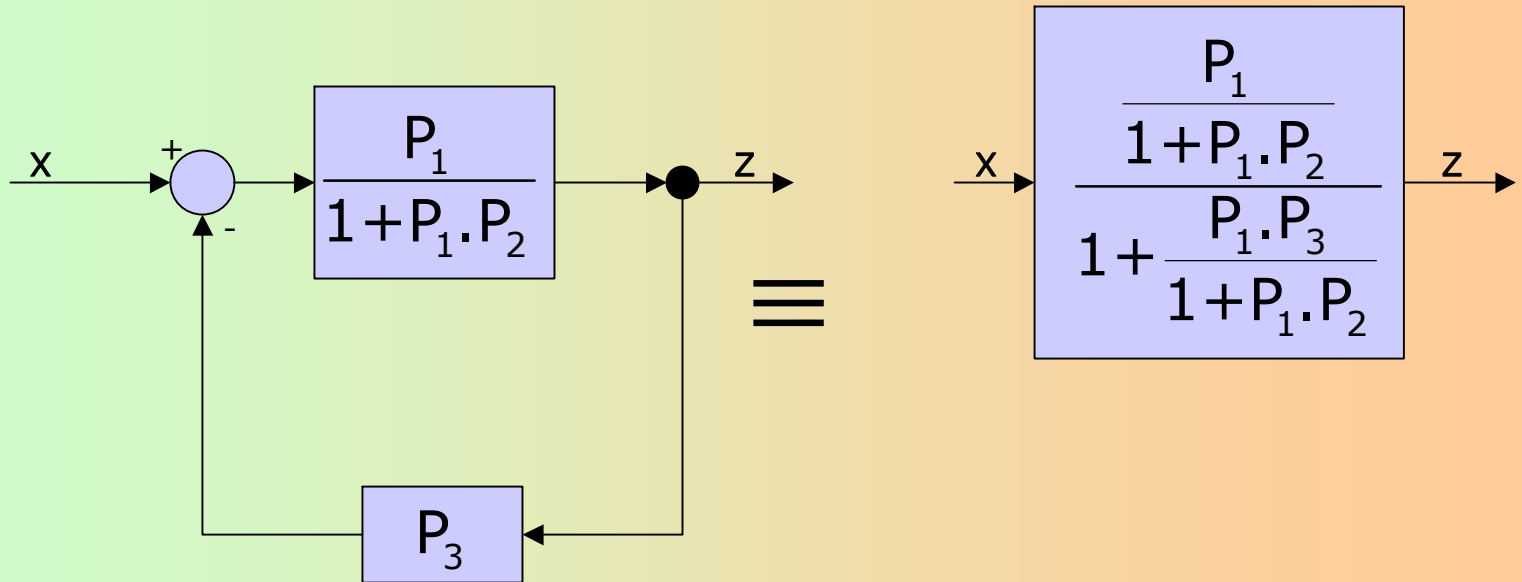 x
+
-
P₁
1+P₁.P₂
z
P₃
≡
x
P₁
1+P₁.P₂
P₁.P₃
1+
1+P₁.P₂
z